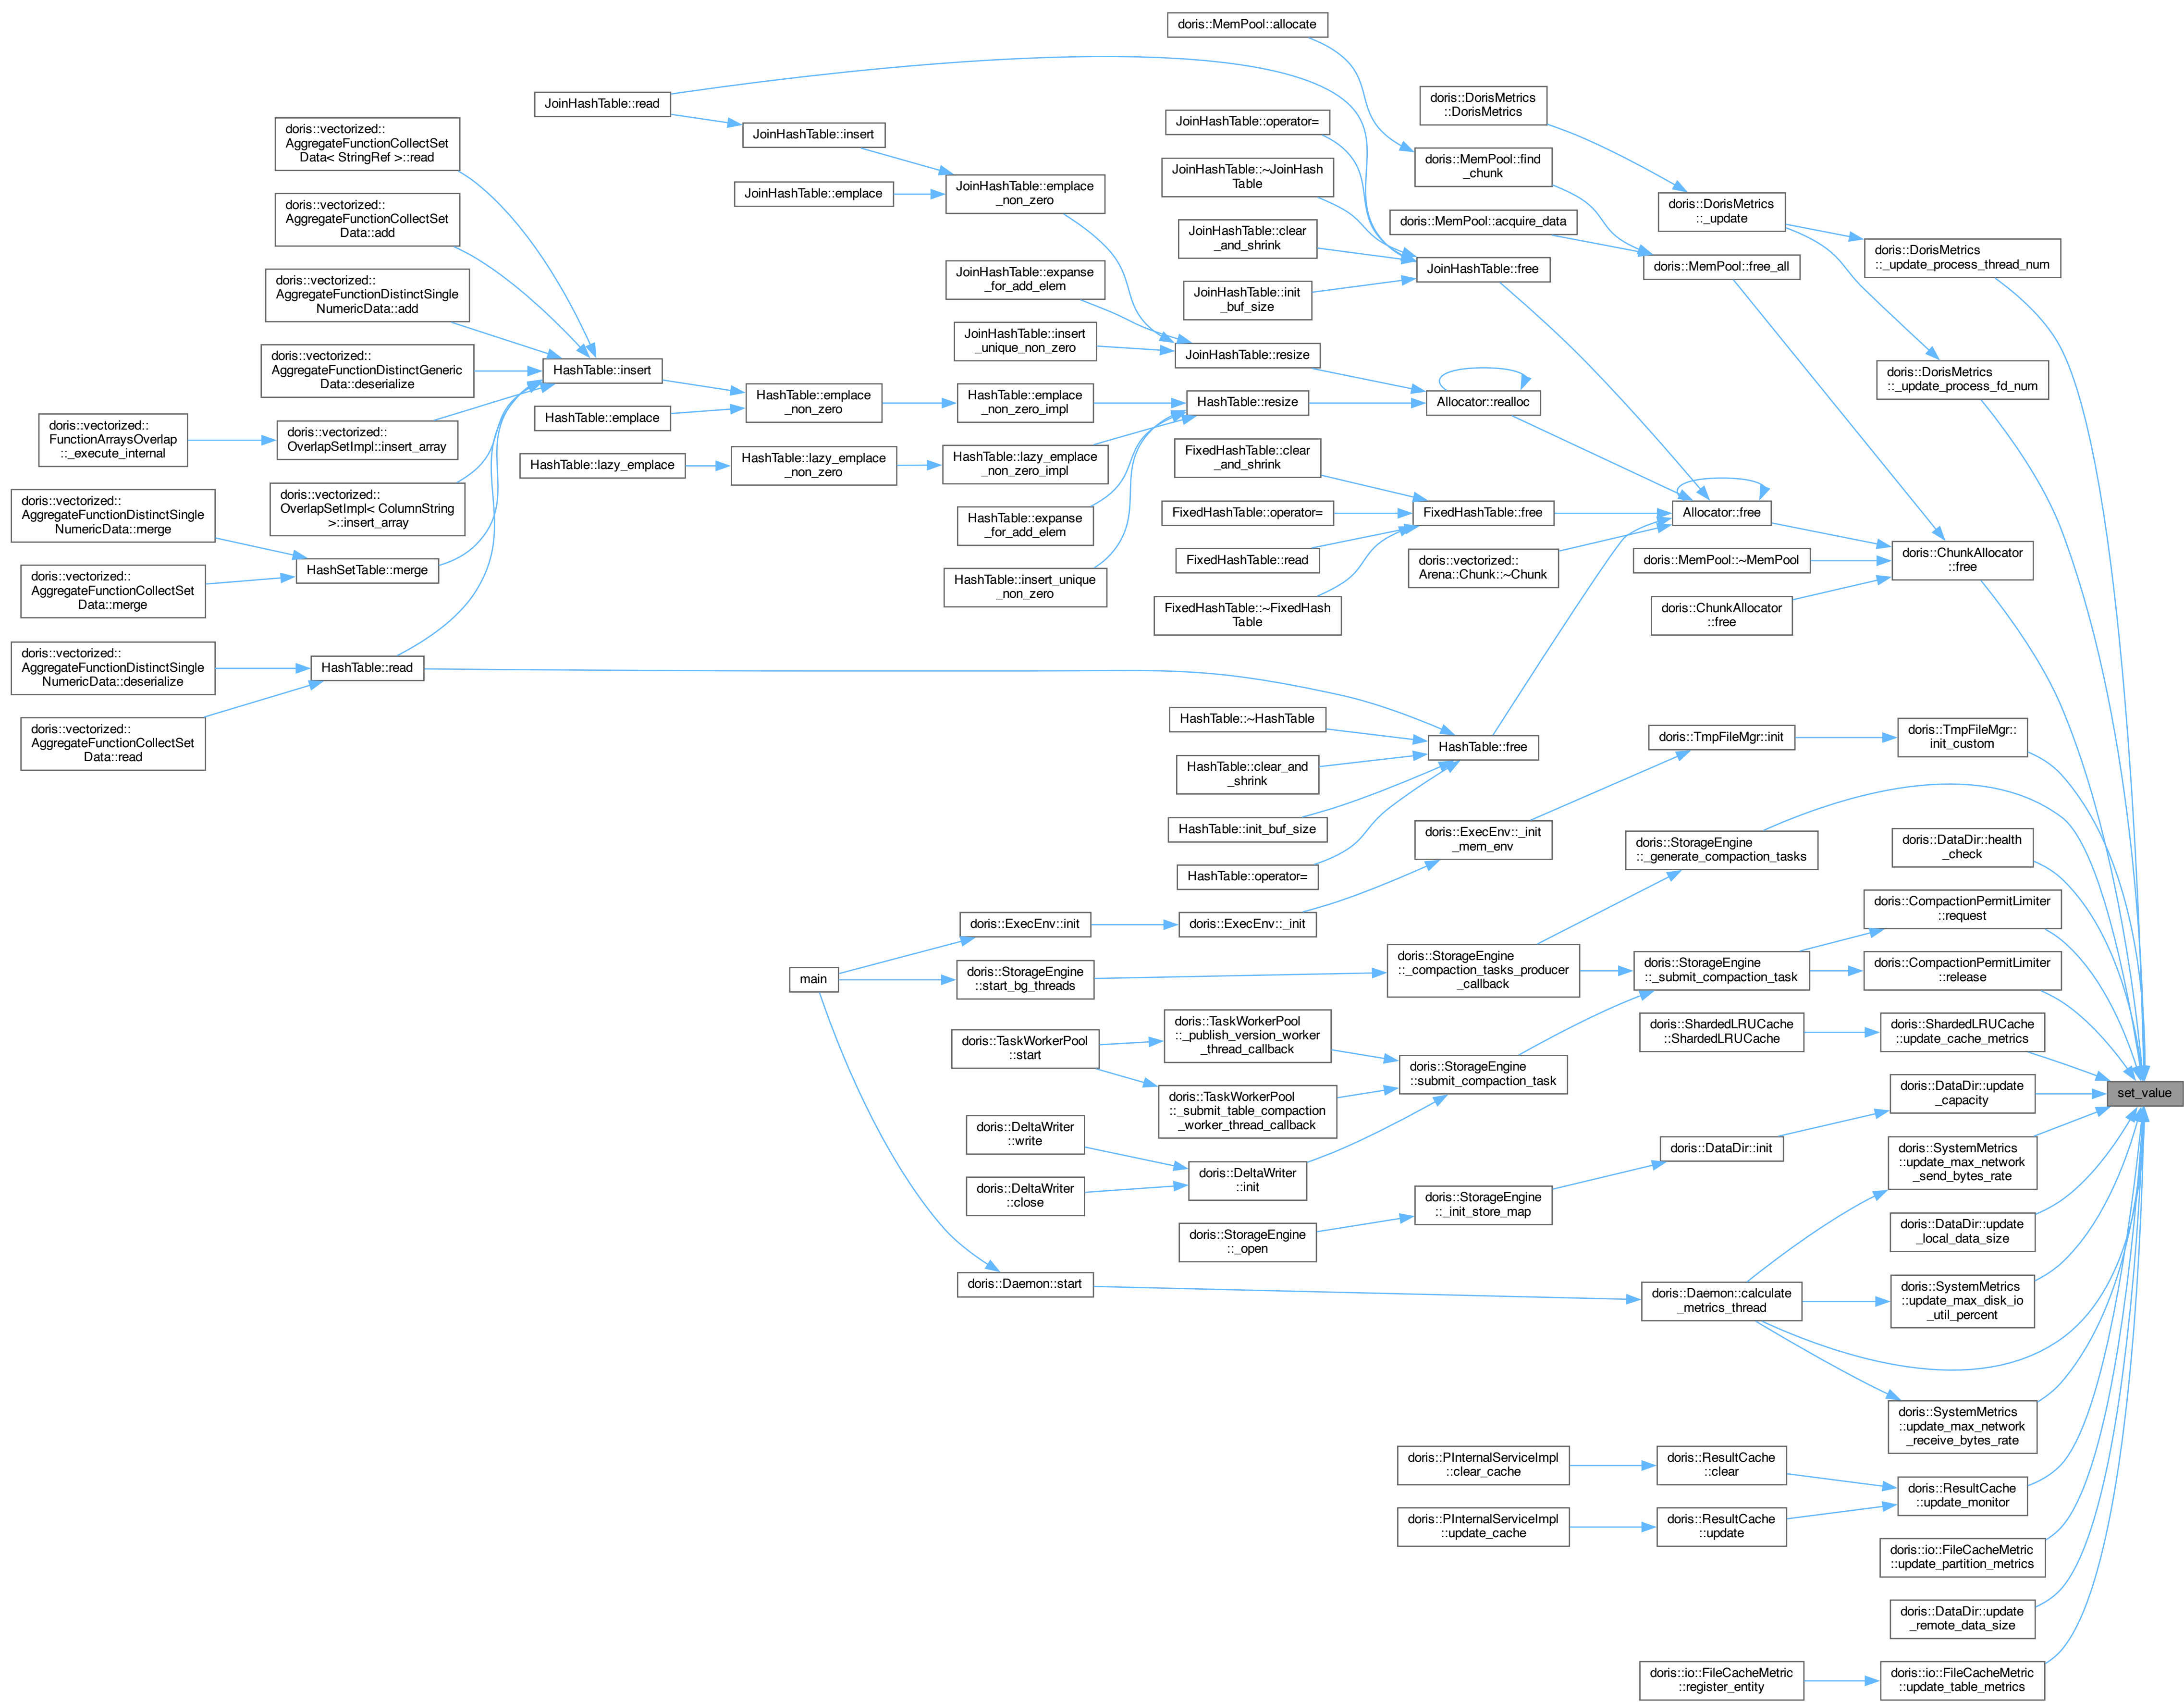 doris::MemPool::allocate
JoinHashTable::read
doris::DorisMetrics
::DorisMetrics
JoinHashTable::operator=
JoinHashTable::insert
doris::vectorized::
AggregateFunctionCollectSet
Data< StringRef >::read
doris::MemPool::find
_chunk
JoinHashTable::~JoinHash
Table
JoinHashTable::emplace
JoinHashTable::emplace
_non_zero
doris::DorisMetrics
::_update
doris::vectorized::
AggregateFunctionCollectSet
Data::add
doris::MemPool::acquire_data
JoinHashTable::clear
_and_shrink
doris::DorisMetrics
::_update_process_thread_num
JoinHashTable::free
doris::MemPool::free_all
JoinHashTable::expanse
_for_add_elem
doris::vectorized::
AggregateFunctionDistinctSingle
NumericData::add
JoinHashTable::init
_buf_size
JoinHashTable::insert
_unique_non_zero
JoinHashTable::resize
HashTable::insert
doris::vectorized::
AggregateFunctionDistinctGeneric
Data::deserialize
doris::DorisMetrics
::_update_process_fd_num
HashTable::emplace
_non_zero
HashTable::emplace
_non_zero_impl
HashTable::resize
Allocator::realloc
HashTable::emplace
doris::vectorized::
FunctionArraysOverlap
::_execute_internal
doris::vectorized::
OverlapSetImpl::insert_array
HashTable::lazy_emplace
HashTable::lazy_emplace
_non_zero
HashTable::lazy_emplace
_non_zero_impl
FixedHashTable::clear
_and_shrink
doris::vectorized::
OverlapSetImpl< ColumnString
>::insert_array
doris::vectorized::
AggregateFunctionDistinctSingle
NumericData::merge
HashTable::expanse
_for_add_elem
FixedHashTable::operator=
FixedHashTable::free
Allocator::free
FixedHashTable::read
doris::vectorized::
Arena::Chunk::~Chunk
doris::MemPool::~MemPool
doris::ChunkAllocator
::free
HashSetTable::merge
doris::vectorized::
AggregateFunctionCollectSet
Data::merge
HashTable::insert_unique
_non_zero
FixedHashTable::~FixedHash
Table
doris::ChunkAllocator
::free
doris::vectorized::
AggregateFunctionDistinctSingle
NumericData::deserialize
HashTable::read
doris::vectorized::
AggregateFunctionCollectSet
Data::read
HashTable::~HashTable
HashTable::free
doris::TmpFileMgr::init
doris::TmpFileMgr::
init_custom
HashTable::clear_and
_shrink
HashTable::init_buf_size
doris::ExecEnv::_init
_mem_env
doris::StorageEngine
::_generate_compaction_tasks
doris::DataDir::health
_check
HashTable::operator=
doris::ExecEnv::init
doris::ExecEnv::_init
doris::CompactionPermitLimiter
::request
main
doris::StorageEngine
::start_bg_threads
doris::StorageEngine
::_compaction_tasks_producer
_callback
doris::StorageEngine
::_submit_compaction_task
doris::CompactionPermitLimiter
::release
doris::TaskWorkerPool
::start
doris::TaskWorkerPool
::_publish_version_worker
_thread_callback
doris::ShardedLRUCache
::ShardedLRUCache
doris::ShardedLRUCache
::update_cache_metrics
doris::StorageEngine
::submit_compaction_task
doris::TaskWorkerPool
::_submit_table_compaction
_worker_thread_callback
doris::DataDir::update
_capacity
set_value
doris::DeltaWriter
::write
doris::DataDir::init
doris::SystemMetrics
::update_max_network
_send_bytes_rate
doris::DeltaWriter
::close
doris::DeltaWriter
::init
doris::StorageEngine
::_init_store_map
doris::StorageEngine
::_open
doris::DataDir::update
_local_data_size
doris::Daemon::start
doris::Daemon::calculate
_metrics_thread
doris::SystemMetrics
::update_max_disk_io
_util_percent
doris::SystemMetrics
::update_max_network
_receive_bytes_rate
doris::PInternalServiceImpl
::clear_cache
doris::ResultCache
::clear
doris::ResultCache
::update_monitor
doris::PInternalServiceImpl
::update_cache
doris::ResultCache
::update
doris::io::FileCacheMetric
::update_partition_metrics
doris::DataDir::update
_remote_data_size
doris::io::FileCacheMetric
::register_entity
doris::io::FileCacheMetric
::update_table_metrics